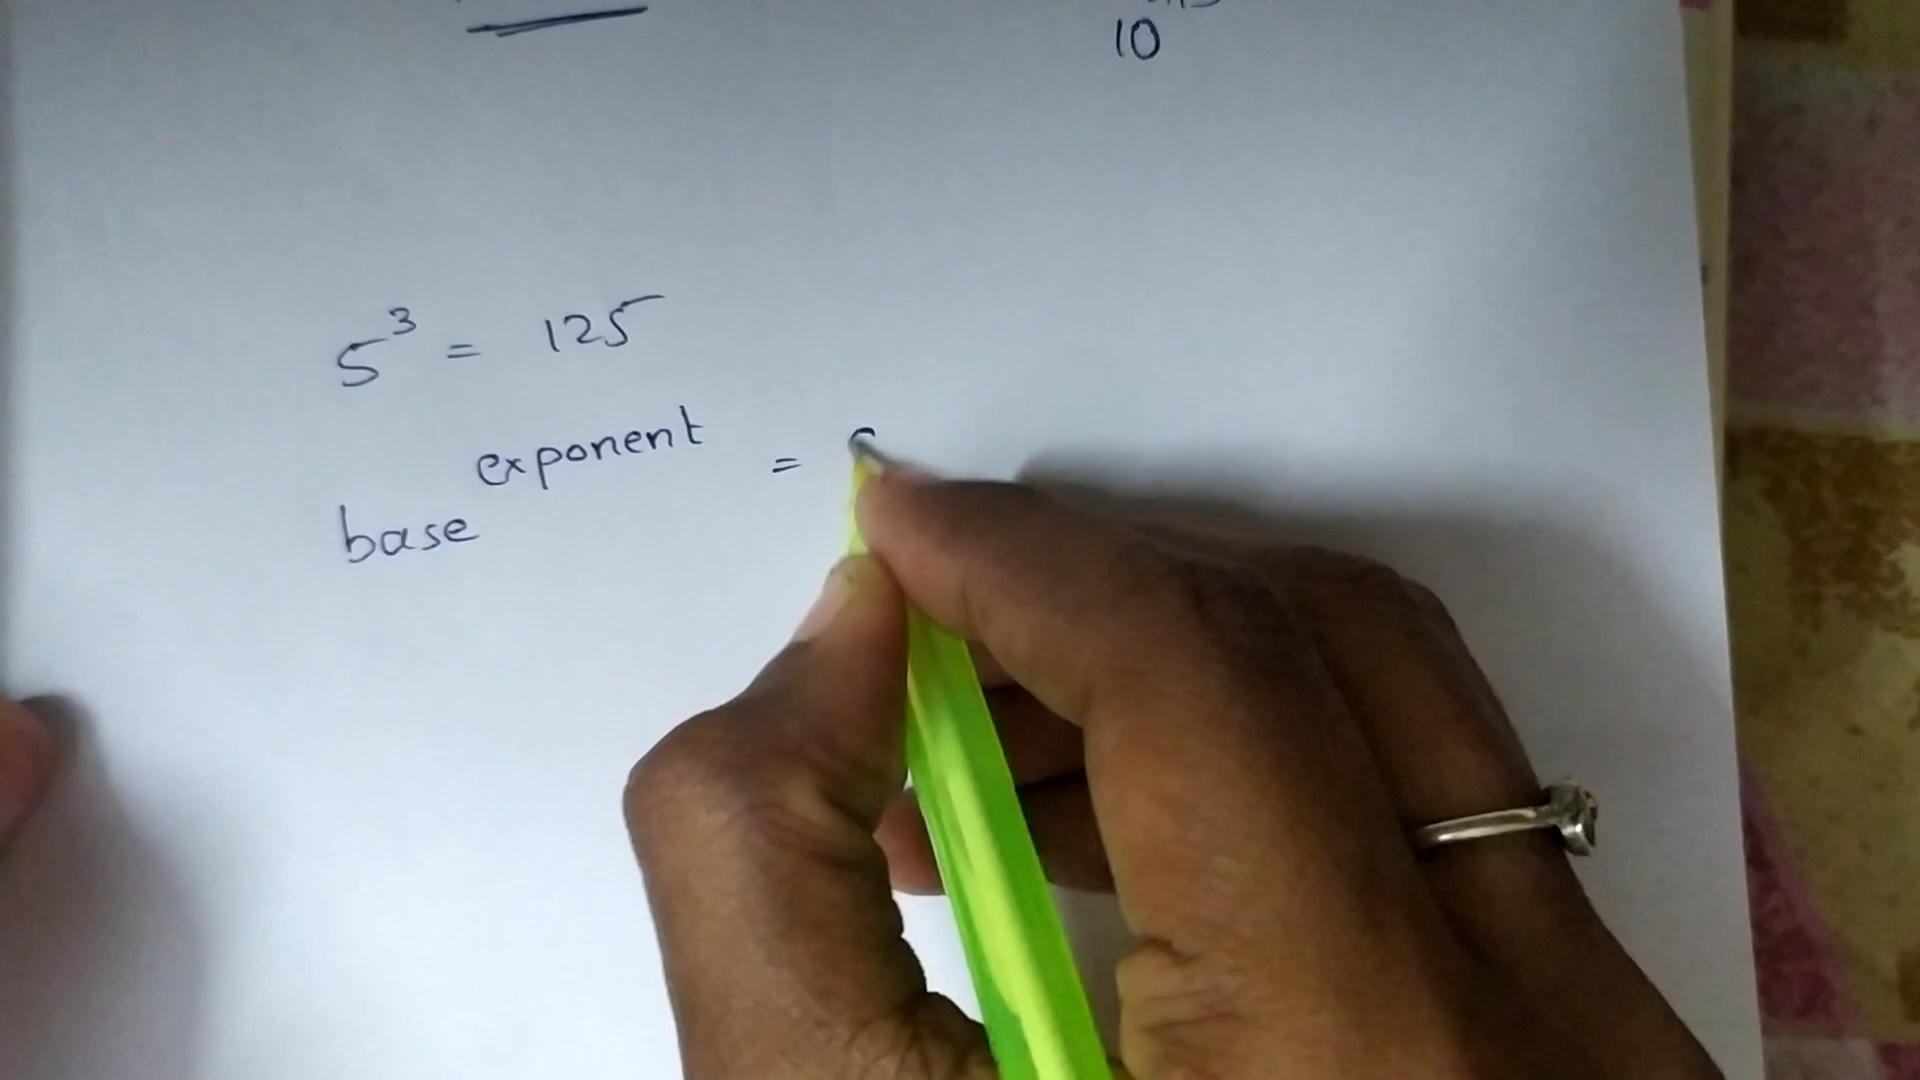 10
5³ = 125
exponent =
base